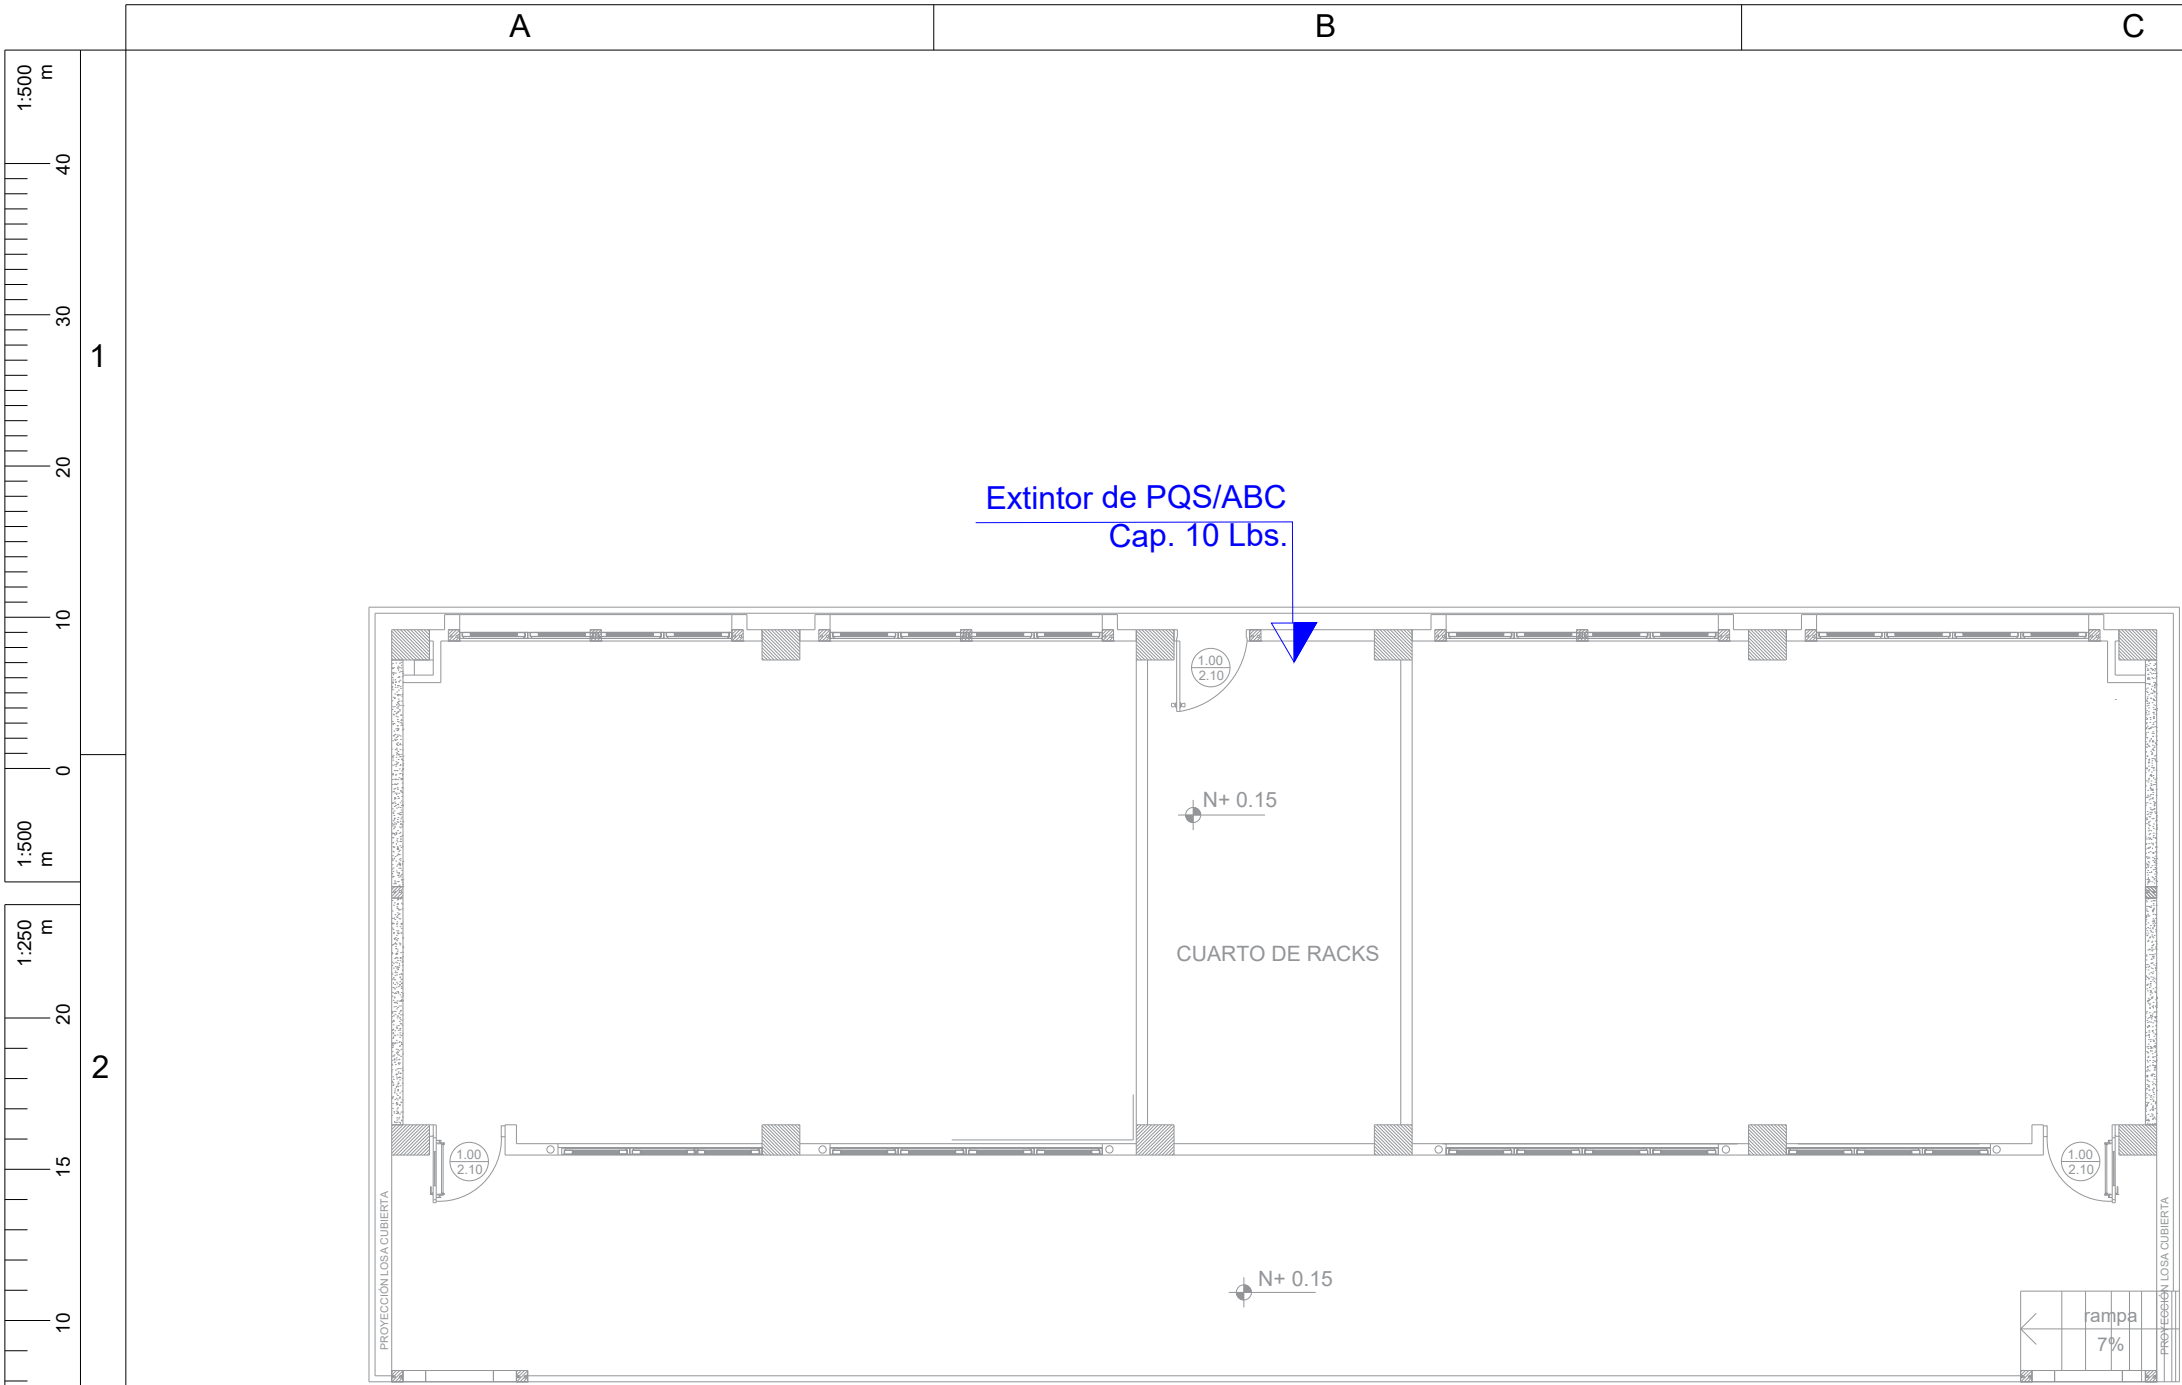 A
B
C
1:500
m
40
30
20
10
0
1:500
m
1
Extintor de PQS/ABC
Cap. 10 Lbs.
1.00
2.10
N+ 0.15
CUARTO DE RACKS
1:250
m
20
15
10
2
1.00
2.10
1.00
2.10
PROYECCIÓN LOSA CUBIERTA
PROYECCIÓN LOSA CUBIERTA
N+ 0.15
rampa
7%